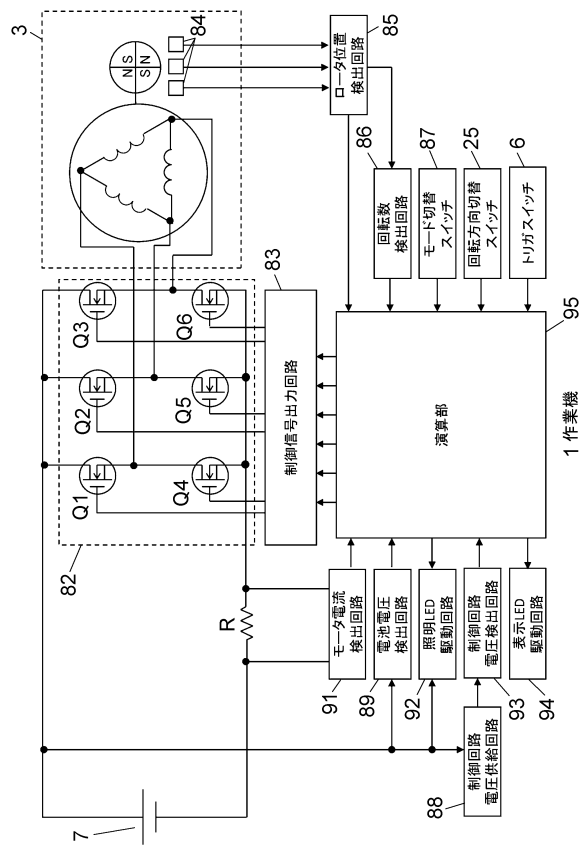 3
N
S
S
N
84
ロータ位置
検出回路
85
86
回転数
検出回路
87
モード切替
スイッチ
25
回転方向切替
スイッチ
6
トリガスイッチ
82
Q1
Q2
Q3
Q4
Q5
Q6
83
制御信号出力回路
演算部
95
7
R
モータ電流
検出回路
91
電池電圧
検出回路
89
照明LED
駆動回路
92
制御回路
電圧検出回路
93
表示LED
駆動回路
94
制御回路
電圧供給回路
88
1 作業機